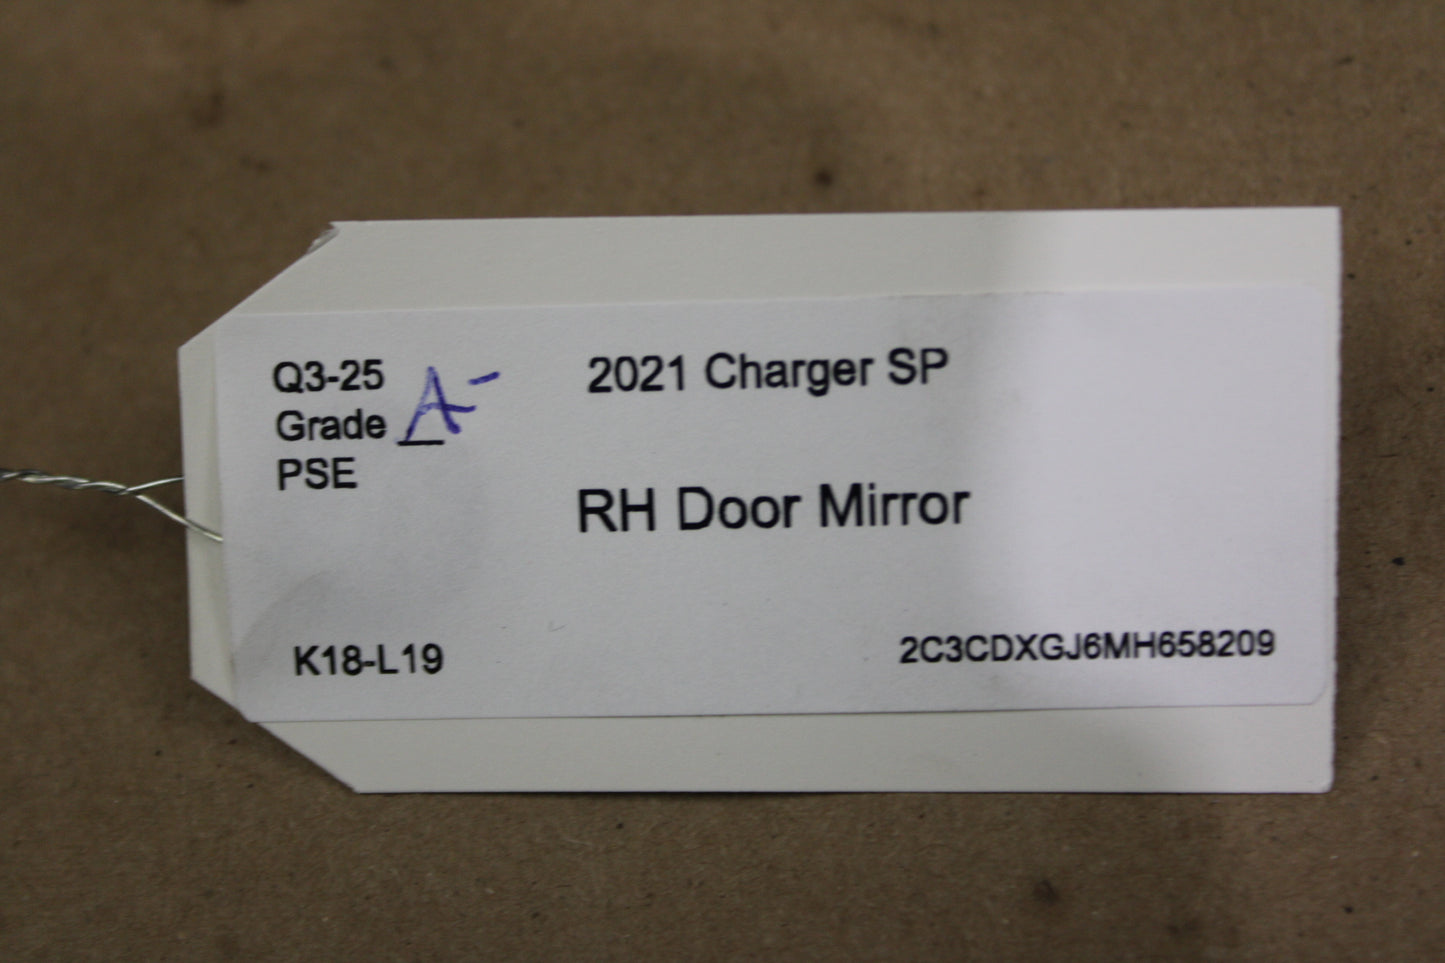 Q3-25
Grade A-
PSE
2021 Charger SP
RH Door Mirror
K18-L19
2C3CDXGJ6MH658209